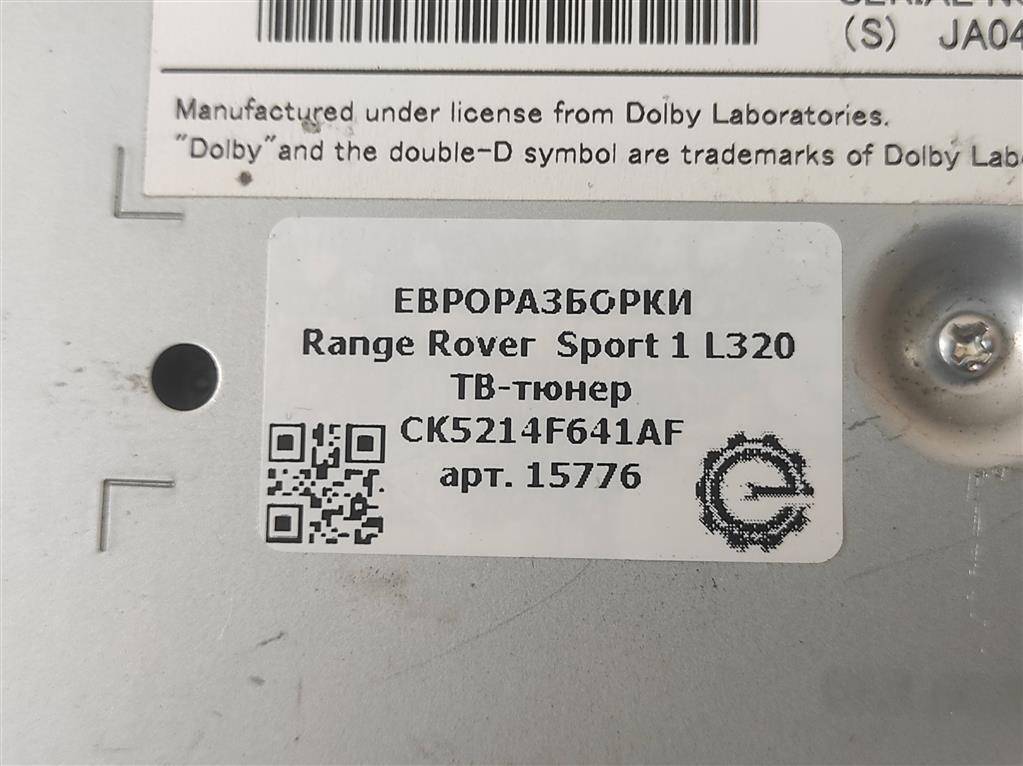 (S) JA04
Manufactured under license from Dolby Laboratories.
"Dolby" and the double-D symbol are trademarks of Dolby
ЕВРОРАЗБОРКИ
Range Rover Sport 1 L320
ТВ-тюнер
CK5214F641AF
арт. 15776